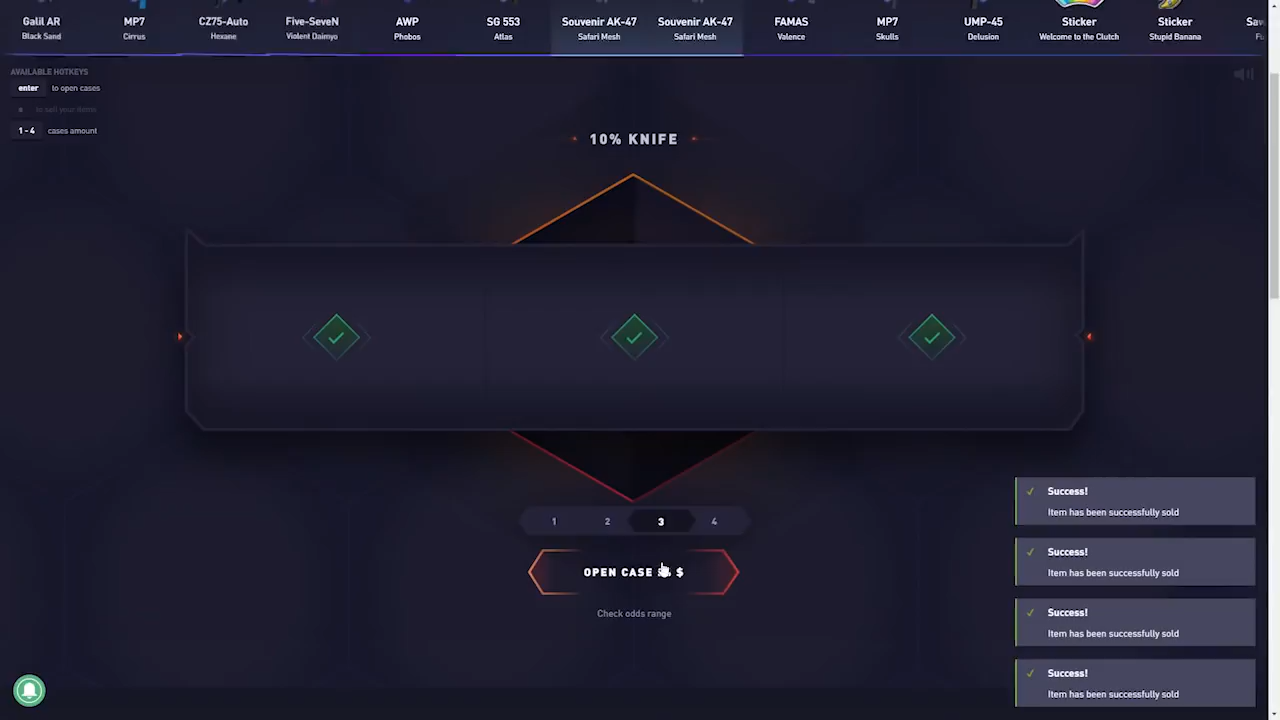 Galil AR
Black Sand
MP7
Cirrus
CZ75-Auto
Hexane
Five-SeveN
Violent Daimyo
AWP
Phobos
SG 553
Atlas
Souvenir AK-47
Safari Mesh
Souvenir AK-47
Safari Mesh
FAMAS
Valence
MP7
Skulls
UMP-45
Delusion
Sticker
Welcome to the Clutch
Sticker
Stupid Banana
AVAILABLE HOTKEYS
enter to open cases
to sell your items
1 - 4 cases amount
10% KNIFE
1 2 3 4
OPEN CASE $
Check odds range
Success!
Item has been successfully sold
Success!
Item has been successfully sold
Success!
Item has been successfully sold
Success!
Item has been successfully sold